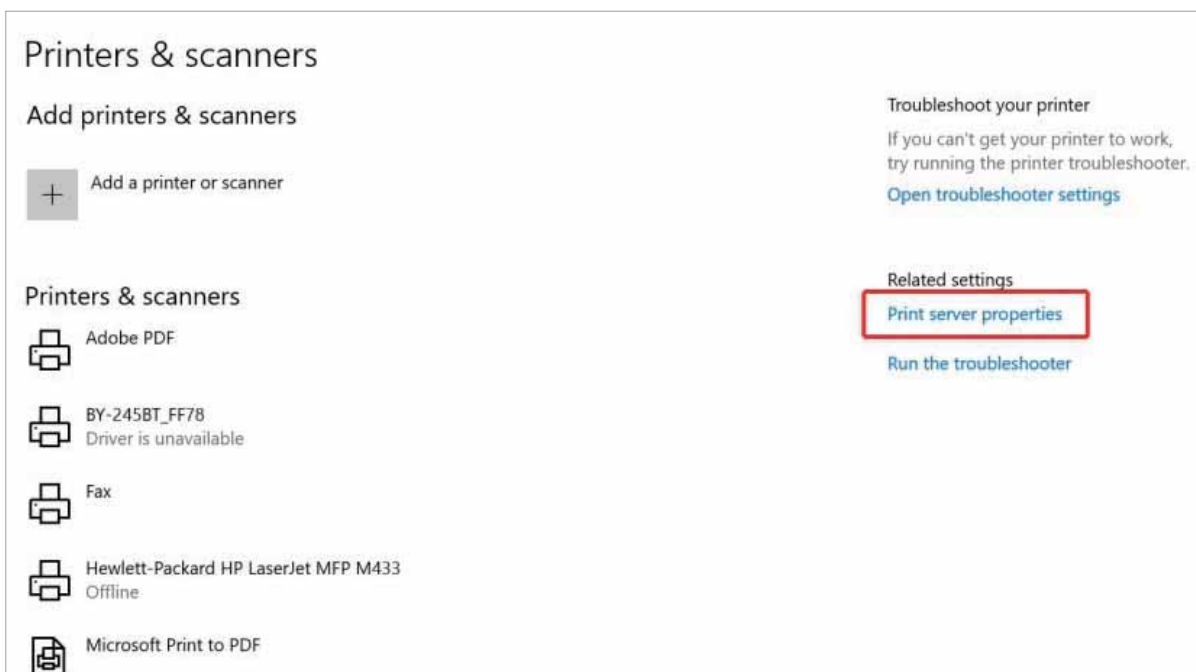 Printers & scanners
Add printers & scanners
Add a printer or scanner
Printers & scanners
Adobe PDF
BY-245BT_FF78
Driver is unavailable
Fax
Hewlett-Packard HP LaserJet MFP M433
Offline
Microsoft Print to PDF
Troubleshoot your printer
If you can't get your printer to work,
try running the printer troubleshooter.
Open troubleshooter settings
Related settings
Print server properties
Run the troubleshooter